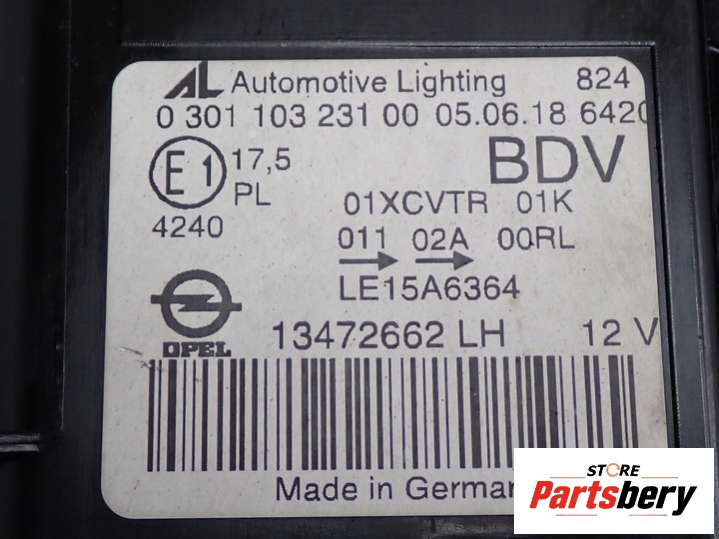 AL Automotive Lighting 824
0 301 103 231 00 05.06.18 6420
E1 17,5 BDV
PL
4240 01XCVTR 01K
011 02A 00RL
LE15A6364
13472662 LH 12 V
OPEL
Made in German
STORE
Partsbery